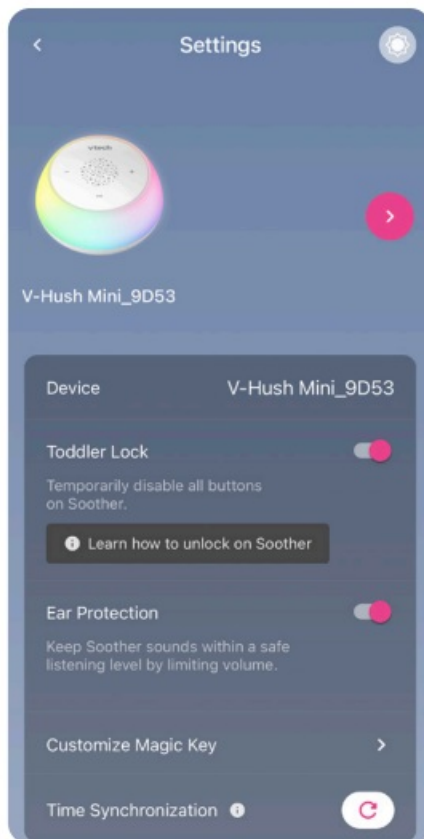 Settings
vtech
V-Hush Mini_9D53
Device V-Hush Mini_9D53
Toddler Lock
Temporarily disable all buttons
on Soother.
Learn how to unlock on Soother
Ear Protection
Keep Soother sounds within a safe
listening level by limiting volume.
Customize Magic Key
Time Synchronization